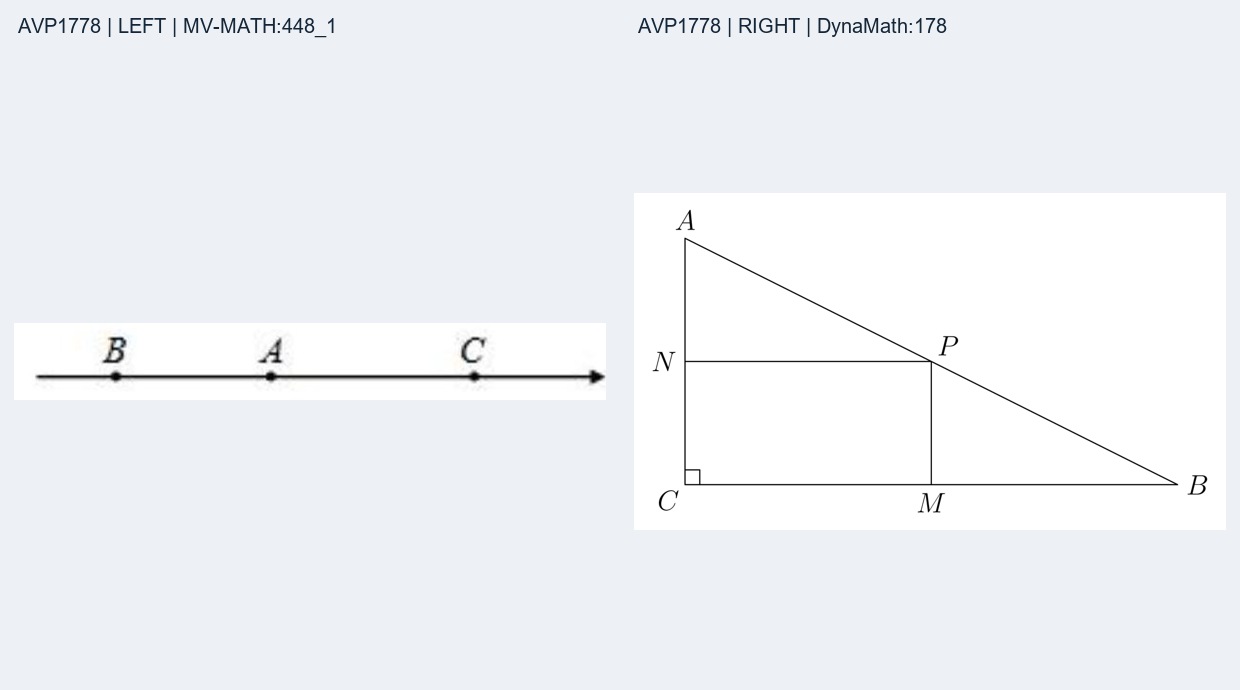 AVP1778 | LEFT | MV-MATH:448_1
AVP1778 | RIGHT | DynaMath:178
B A C
A
N P
C M B